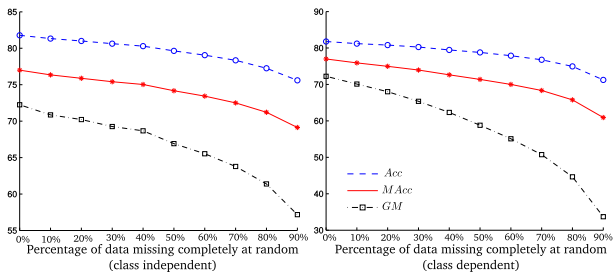 85
80
75
70
65
60
55
0% 10% 20% 30% 40% 50% 60% 70% 80% 90%
Percentage of data missing completely at random
(class independent)
90
80
70
60
50
40
30
Acc
MAcc
GM
0% 10% 20% 30% 40% 50% 60% 70% 80% 90%
Percentage of data missing completely at random
(class dependent)